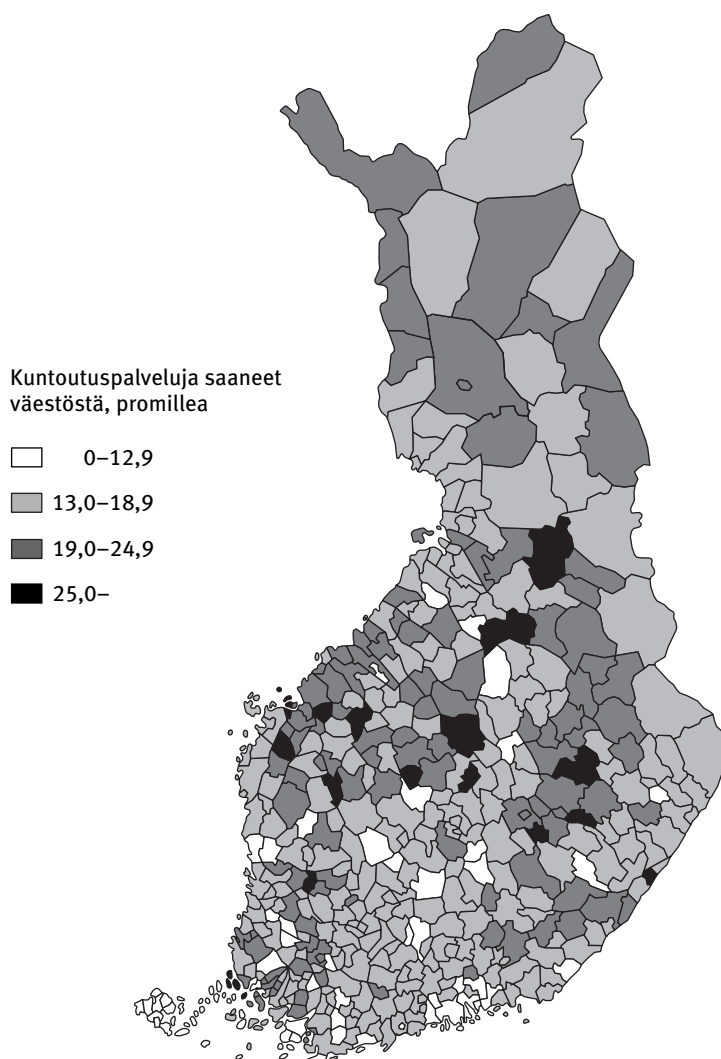 Kuntoutuspalveluja saaneet
väestöstä, promillea
0–12,9
13,0–18,9
19,0–24,9
25,0–